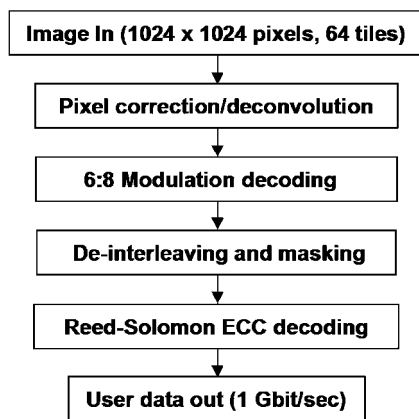 Image In (1024 x 1024 pixels, 64 tiles)
Pixel correction/deconvolution
6:8 Modulation decoding
De-interleaving and masking
Reed-Solomon ECC decoding
User data out (1 Gbit/sec)